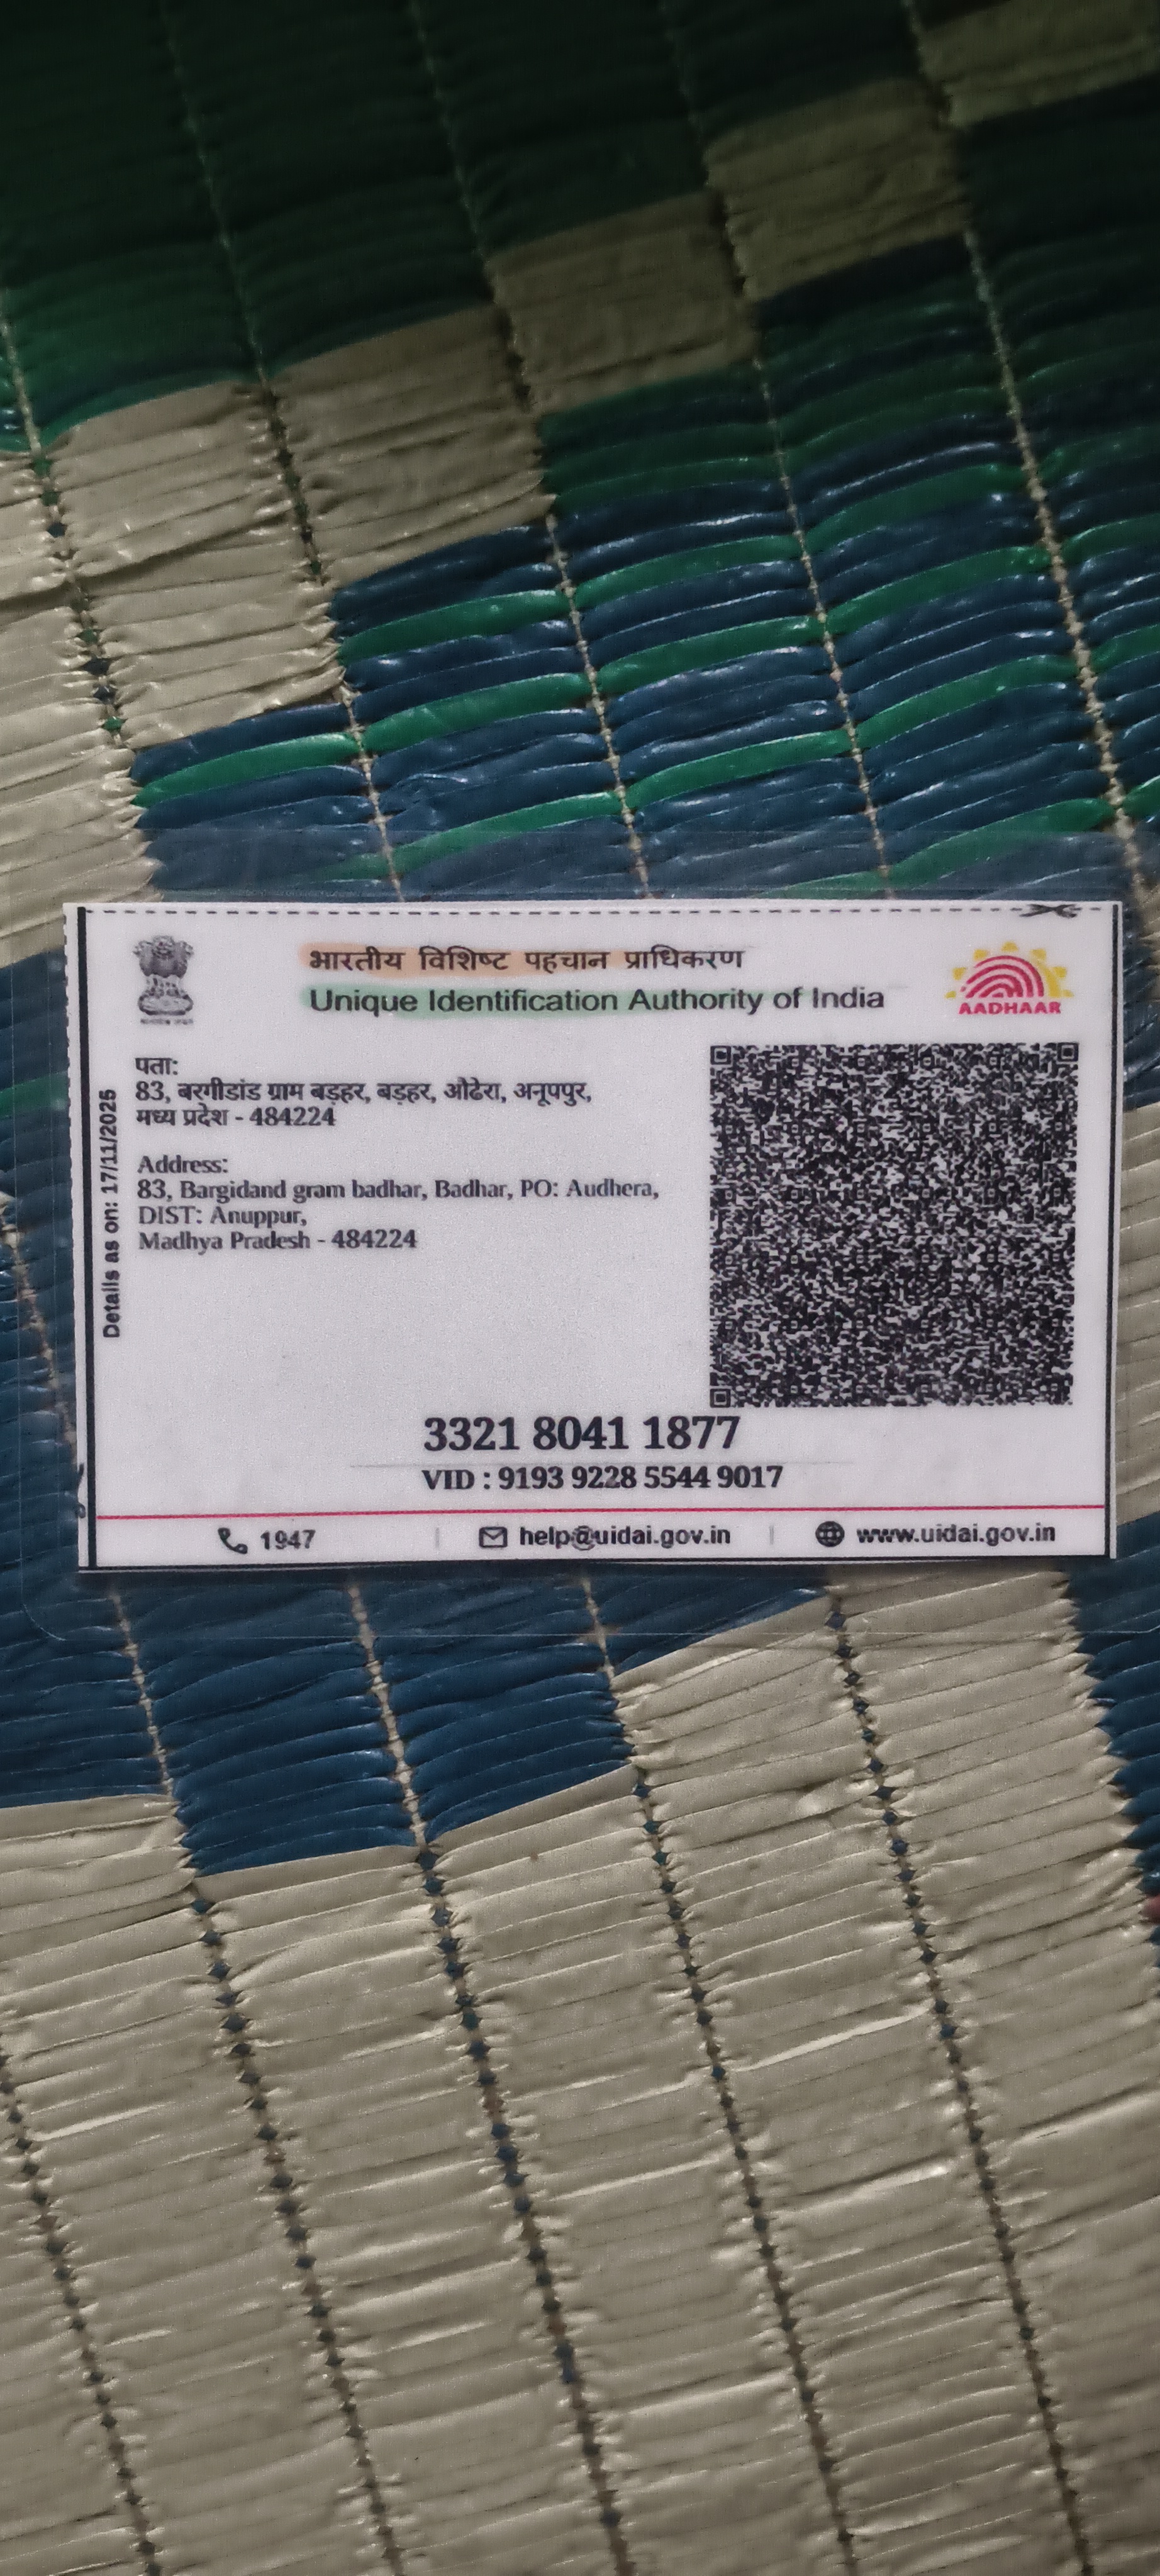 भारतीय विशिष्ट पहचान प्राधिकरण
Unique Identification Authority of India
AADHAAR
Details as on: 17/11/2025
पता:
83, बरगीडांड ग्राम बड़हर, बड़हर, औढेरा, अनूपपुर,
मध्य प्रदेश - 484224
Address:
83, Bargidand gram badhar, Badhar, PO: Audhera,
DIST: Anuppur,
Madhya Pradesh - 484224
3321 8041 1877
VID : 9193 9228 5544 9017
1947
help@uidai.gov.in
www.uidai.gov.in